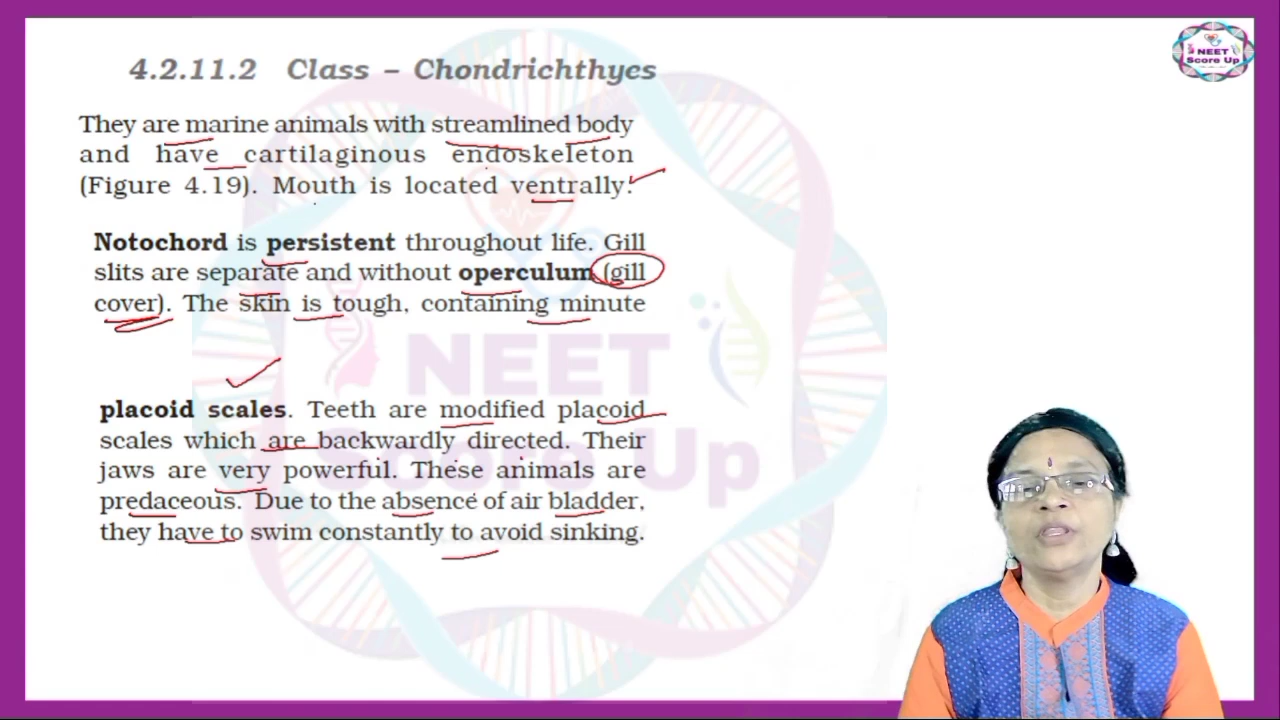 4.2.11.2 Class – Chondrichthyes
They are marine animals with streamlined body
and have cartilaginous endoskeleton
(Figure 4.19). Mouth is located ventrally.
Notochord is persistent throughout life. Gill
slits are separate and without operculum (gill
cover). The skin is tough, containing minute
placoid scales. Teeth are modified placoid
scales which are backwardly directed. Their
jaws are very powerful. These animals are
predaceous. Due to the absence of air bladder,
they have to swim constantly to avoid sinking.
NEET
Score Up
NEET
Score Up